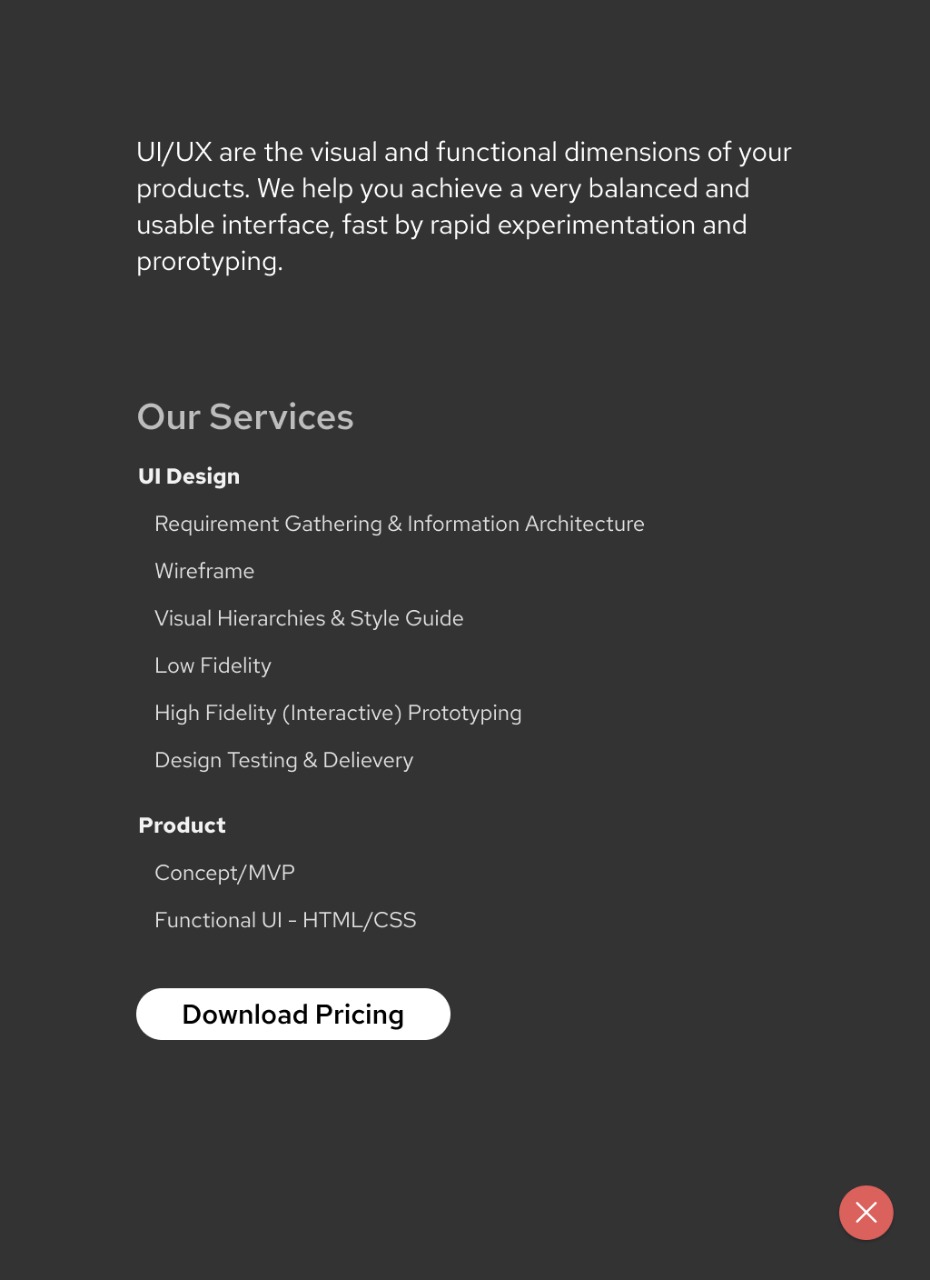 UI/UX are the visual and functional dimensions of your
products. We help you achieve a very balanced and
usable interface, fast by rapid experimentation and
prorotyping.
Our Services
UI Design
Requirement Gathering & Information Architecture
Wireframe
Visual Hierarchies & Style Guide
Low Fidelity
High Fidelity (Interactive) Prototyping
Design Testing & Delievery
Product
Concept/MVP
Functional UI - HTML/CSS
Download Pricing